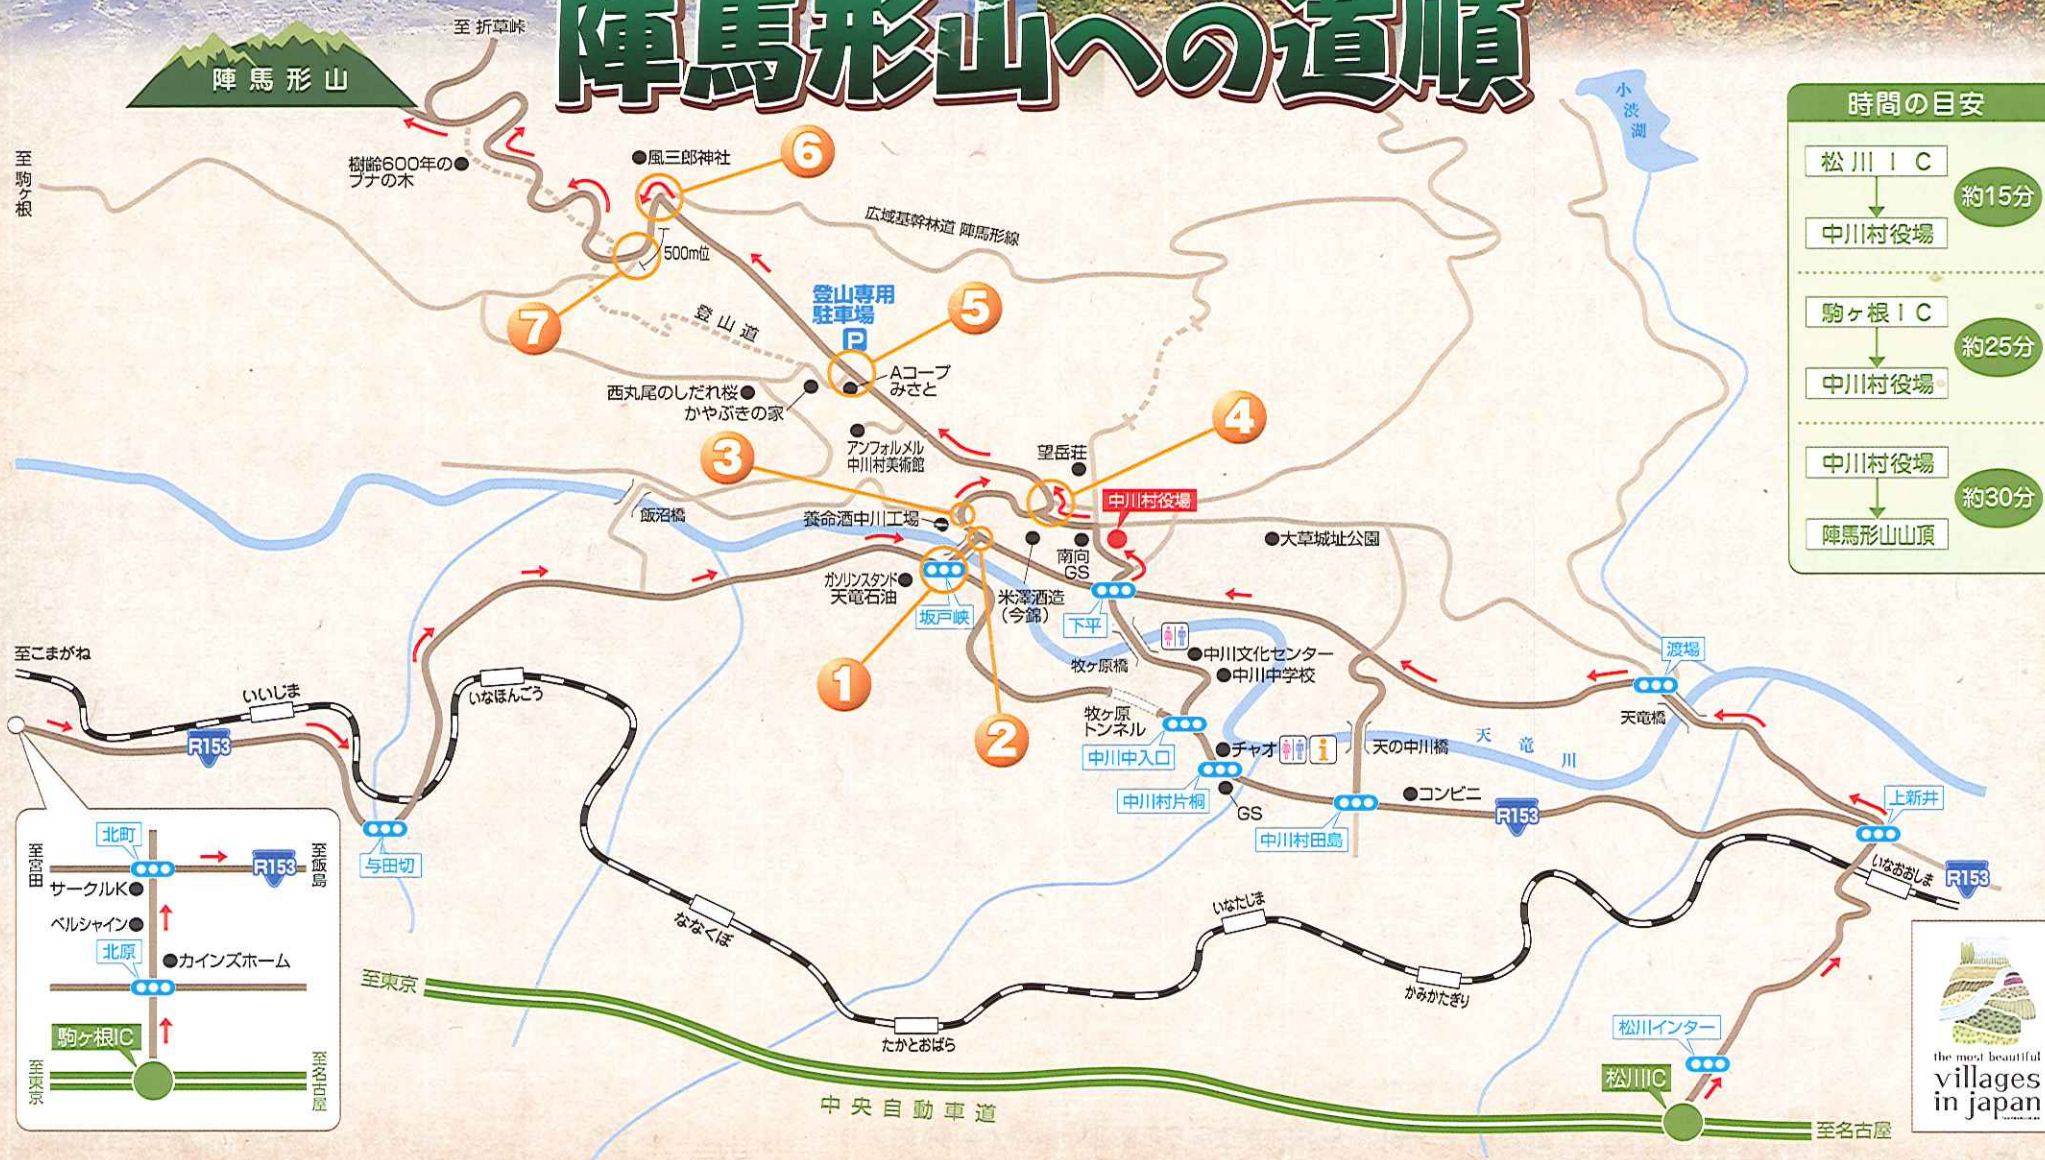 陣馬形山への道順
至 折草峠
陣馬形山
至駒ヶ根
樹齢600年の
ブナの木
風三郎神社
6
小渋湖
時間の目安
松川IC
中川村役場
約15分
駒ヶ根IC
中川村役場
約25分
中川村役場
陣馬形山山頂
約30分
広域基幹林道 陣馬形線
500m位
7
登山道
登山専用
駐車場
P
5
Aコープ
みさと
西丸尾のしだれ桜
かやぶきの家
アンフォルメル
中川村美術館
4
3
望岳荘
中川村役場
飯沼橋
養命酒中川工場
大草城址公園
南向
GS
ガソリンスタンド
天竜石油
坂戸峡
米澤酒造
(今錦)
下平
牧ヶ原橋
中川文化センター
中川中学校
渡場
天竜橋
1
2
牧ヶ原
トンネル
中川中入口
チャオ
i
天の中川橋
天竜川
中川村片桐
GS
コンビニ
R153
中川村田島
上新井
いなおおしま
R153
至こまがね
いいじま
R153
いなほんごう
与田切
北町
至宮田
R153
至飯島
サークルK
ベルシャイン
北原
カインズホーム
駒ヶ根IC
至東京
至名古屋
ななくぼ
いなたじま
かみかたぎり
たかとおばら
至東京
中央自動車道
松川インター
松川IC
至名古屋
the most beautiful
villages
in japan